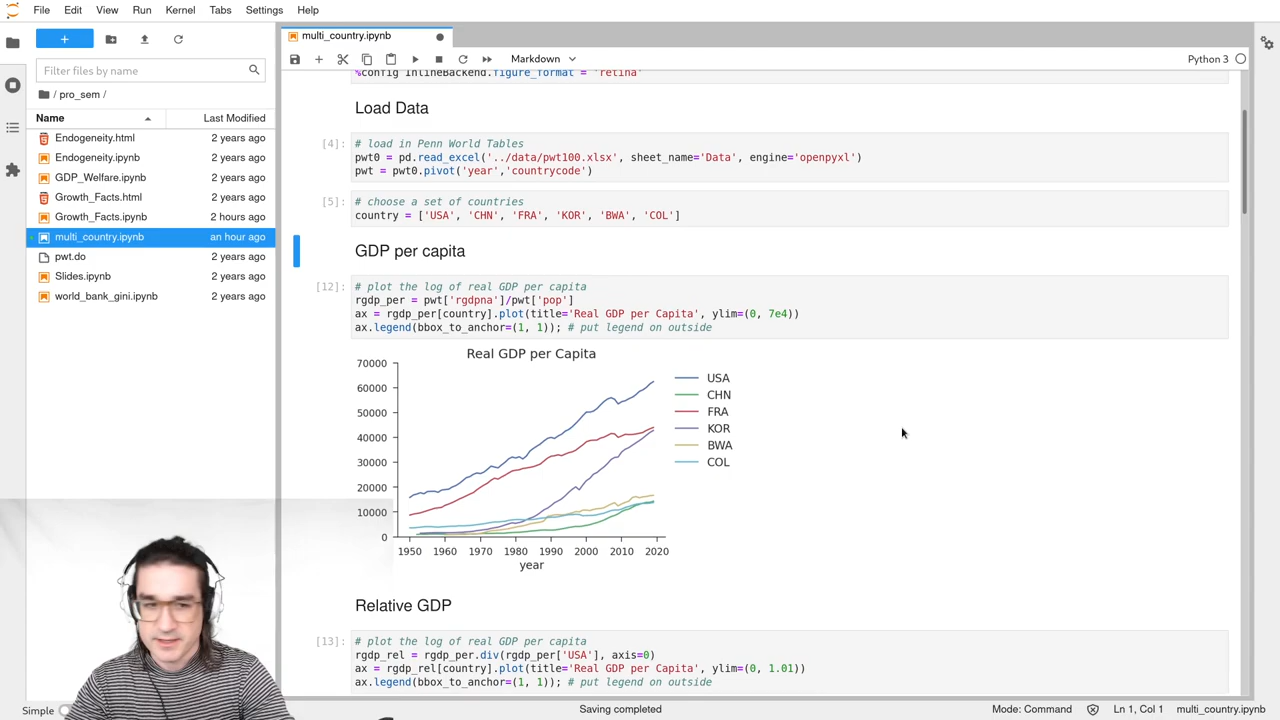 File Edit View Run Kernel Tabs Settings Help
+
Filter files by name
/ pro_sem /
Name Last Modified
Endogeneity.html 2 years ago
Endogeneity.ipynb 2 years ago
GDP_Welfare.ipynb 2 years ago
Growth_Facts.html 2 years ago
Growth_Facts.ipynb 2 hours ago
multi_country.ipynb an hour ago
pwt.do 2 years ago
Slides.ipynb 2 years ago
world_bank_gini.ipynb 2 years ago
multi_country.ipynb
Markdown
Python 3
%config InlineBackend.figure_format = 'retina'
Load Data
[4]: # load in Penn World Tables
pwt0 = pd.read_excel('../data/pwt100.xlsx', sheet_name='Data', engine='openpyxl')
pwt = pwt0.pivot('year','countrycode')
[5]: # choose a set of countries
country = ['USA', 'CHN', 'FRA', 'KOR', 'BWA', 'COL']
GDP per capita
[12]: # plot the log of real GDP per capita
rgdp_per = pwt['rgdpna']/pwt['pop']
ax = rgdp_per[country].plot(title='Real GDP per Capita', ylim=(0, 7e4))
ax.legend(bbox_to_anchor=(1, 1)); # put legend on outside
Real GDP per Capita
70000
60000
50000
40000
30000
20000
10000
0
1950 1960 1970 1980 1990 2000 2010 2020
year
USA
CHN
FRA
KOR
BWA
COL
Relative GDP
[13]: # plot the log of real GDP per capita
rgdp_rel = rgdp_per.div(rgdp_per['USA'], axis=0)
ax = rgdp_rel[country].plot(title='Real GDP per Capita', ylim=(0, 1.01))
ax.legend(bbox_to_anchor=(1, 1)); # put legend on outside
Simple Saving completed Mode: Command Ln 1, Col 1 multi_country.ipynb